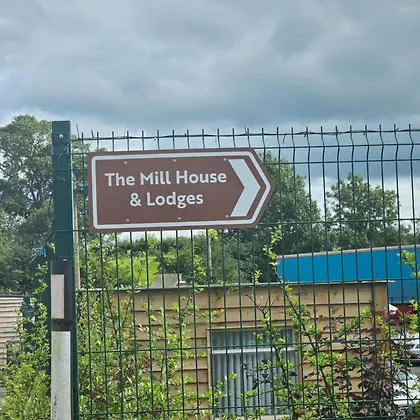 The Mill House
& Lodges